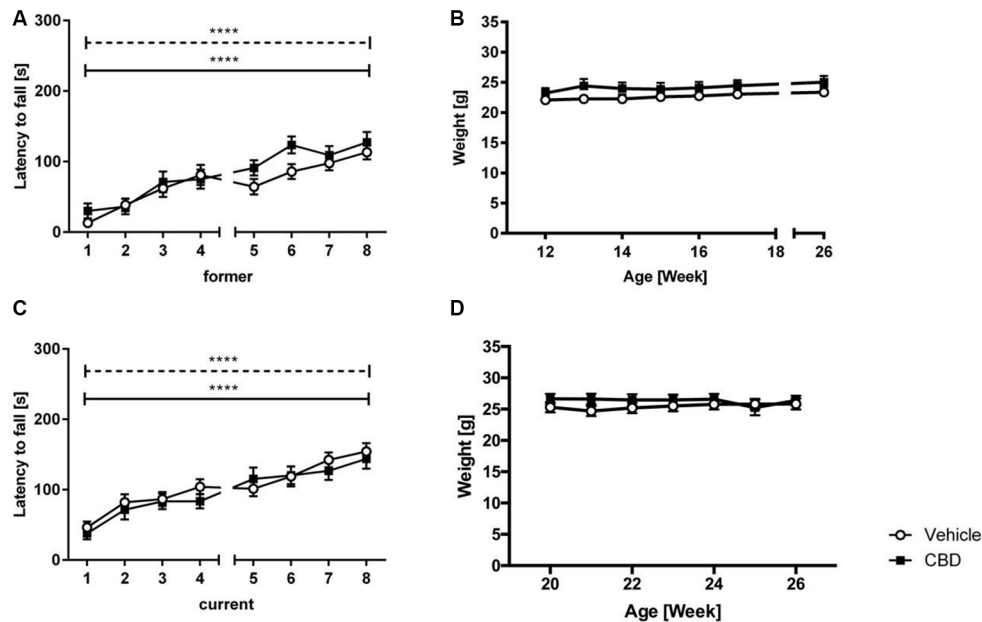 A
300
200
100
0
Latency to fall [s]
****
****
1 2 3 4 5 6 7 8
former
B
35
30
25
20
15
10
5
0
Weight [g]
12 14 16 18 26
Age [Week]
C
300
200
100
0
Latency to fall [s]
****
****
1 2 3 4 5 6 7 8
current
D
35
30
25
20
15
10
5
0
Weight [g]
20 22 24 26
Age [Week]
Vehicle
CBD